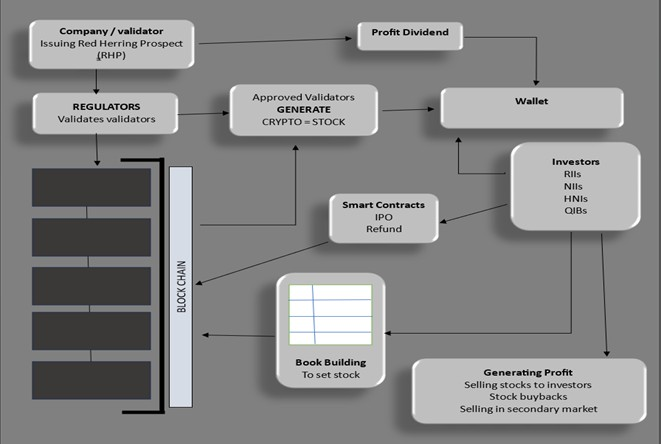 Company / validator
Issuing Red Herring Prospect
(RHP)
Profit Dividend
REGULATORS
Validates validators
Approved Validators
GENERATE
CRYPTO = STOCK
Wallet
Investors
RIIs
NIIs
HNIs
QIBs
Smart Contracts
IPO
Refund
BLOCK CHAIN
Book Building
To set stock
Generating Profit
Selling stocks to investors
Stock buybacks
Selling in secondary market